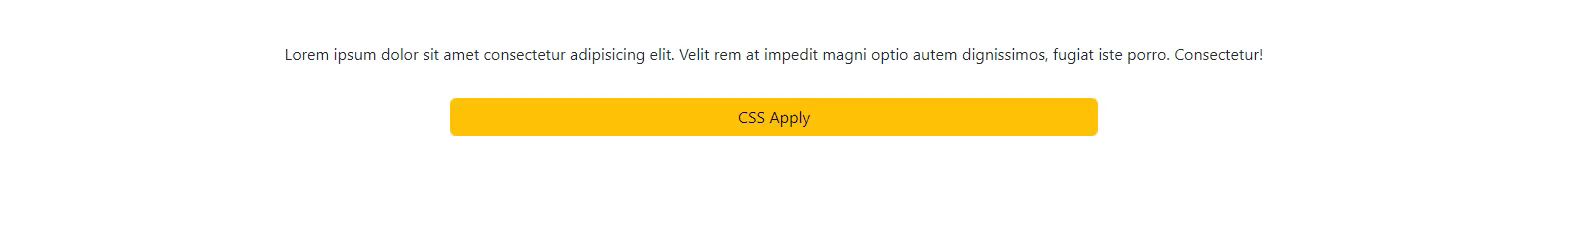 Lorem ipsum dolor sit amet consectetur adipisicing elit. Velit rem at impedit magni optio autem dignissimos, fugiat iste porro. Consectetur!
CSS Apply